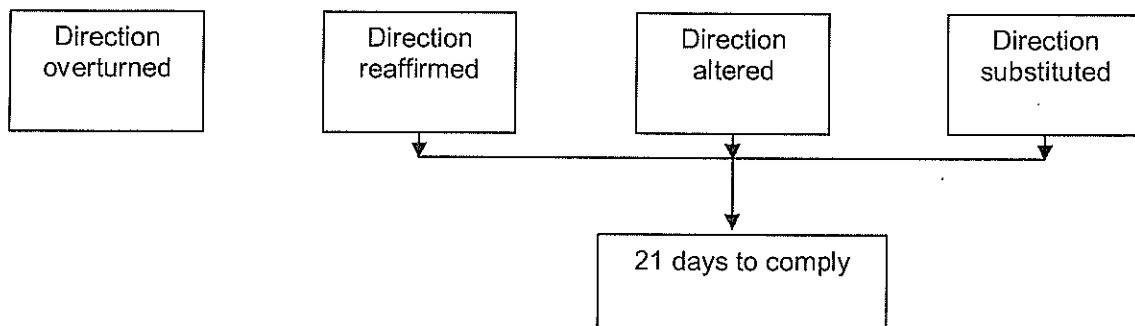 Direction
overturned
Direction
reaffirmed
Direction
altered
Direction
substituted
21 days to comply